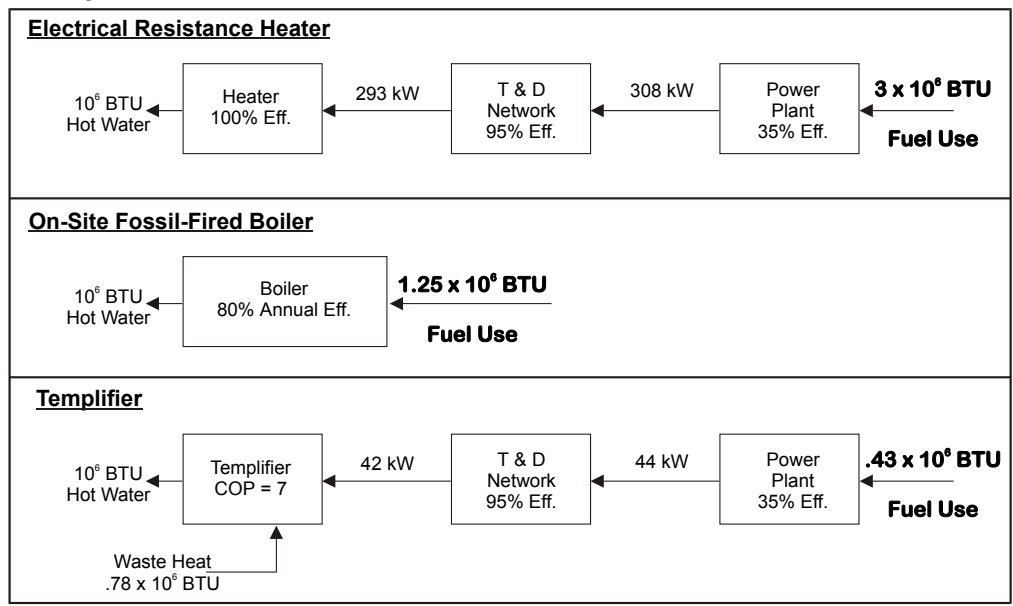 Electrical Resistance Heater
10⁶ BTU
Hot Water
Heater
100% Eff.
293 kW
T & D
Network
95% Eff.
308 kW
Power
Plant
35% Eff.
3 x 10⁶ BTU
Fuel Use
On-Site Fossil-Fired Boiler
10⁶ BTU
Hot Water
Boiler
80% Annual Eff.
1.25 x 10⁶ BTU
Fuel Use
Templifier
10⁶ BTU
Hot Water
Templifier
COP = 7
42 kW
T & D
Network
95% Eff.
44 kW
Power
Plant
35% Eff.
.43 x 10⁶ BTU
Fuel Use
Waste Heat
.78 x 10⁶ BTU